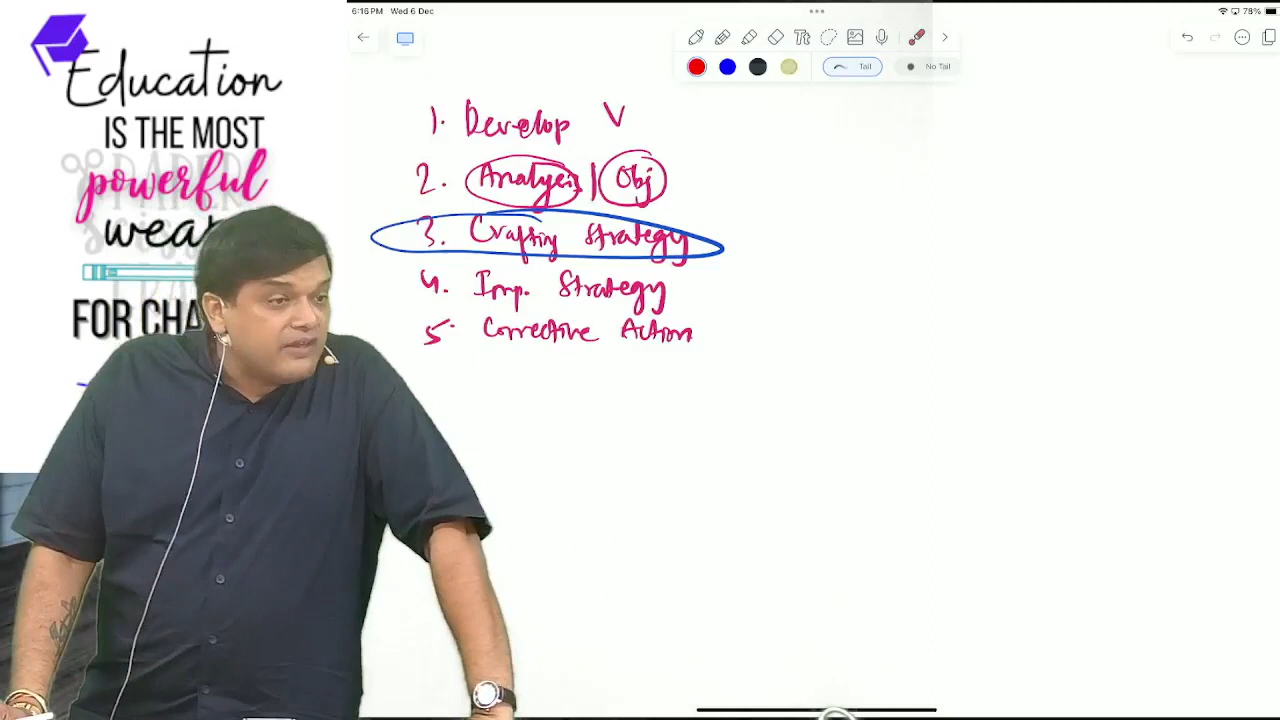 6:16 PM Wed 6 Dec
78%
Tt
Tail
No Tail
Education
IS THE MOST
powerful
FOR CHA
1. Develop V
2. Analysis | Obj
3. Crafting Strategy
4. Imp. Strategy
5. Corrective Action